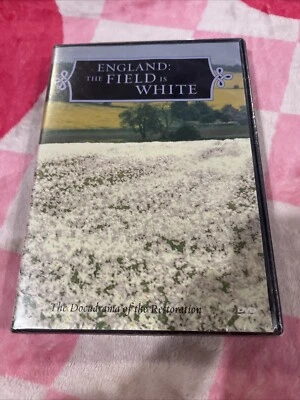 ENGLAND:
THE FIELD IS
WHITE
The Docudrama of the Restoration
DVD